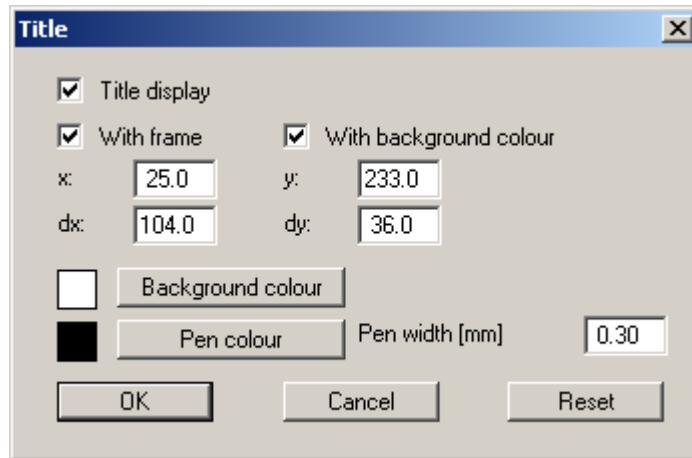 Title
Title display
With frame With background colour
x: 25.0 y: 233.0
dx: 104.0 dy: 36.0
Background colour
Pen colour Pen width [mm] 0.30
OK Cancel Reset